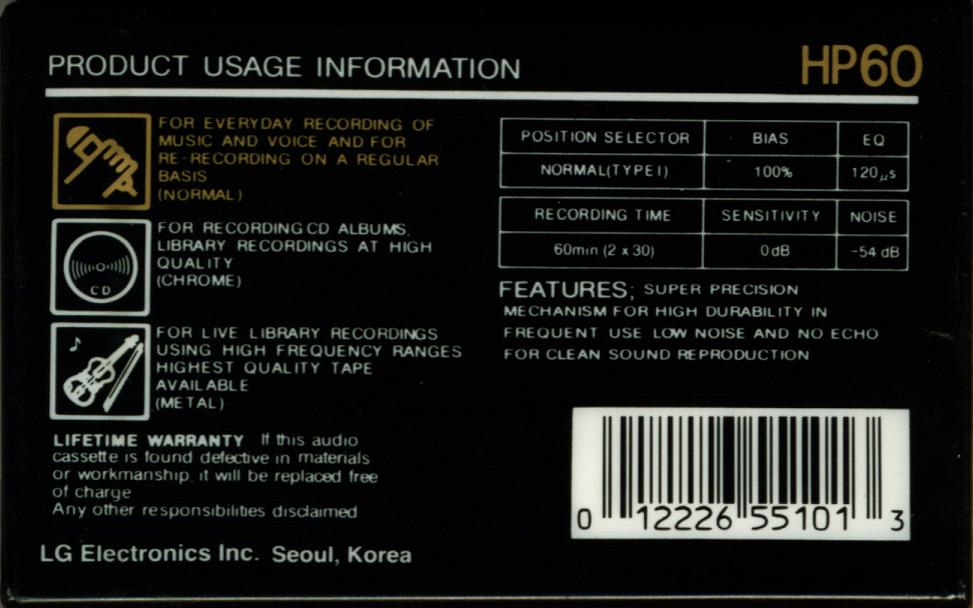 PRODUCT USAGE INFORMATION
HP60
FOR EVERYDAY RECORDING OF
MUSIC AND VOICE AND FOR
RE-RECORDING ON A REGULAR
BASIS
(NORMAL)
CD
FOR RECORDING CD ALBUMS,
LIBRARY RECORDINGS AT HIGH
QUALITY
(CHROME)
FOR LIVE LIBRARY RECORDINGS
USING HIGH FREQUENCY RANGES
HIGHEST QUALITY TAPE
AVAILABLE
(METAL)
LIFETIME WARRANTY If this audio
cassette is found defective in materials
or workmanship, it will be replaced free
of charge
Any other responsibilities disclaimed
LG Electronics Inc. Seoul, Korea
POSITION SELECTOR BIAS EQ
NORMAL(TYPE I) 100% 120μs
RECORDING TIME SENSITIVITY NOISE
60min (2 x 30) 0dB -54 dB
FEATURES; SUPER PRECISION
MECHANISM FOR HIGH DURABILITY IN
FREQUENT USE LOW NOISE AND NO ECHO
FOR CLEAN SOUND REPRODUCTION
0 12226 55101 3